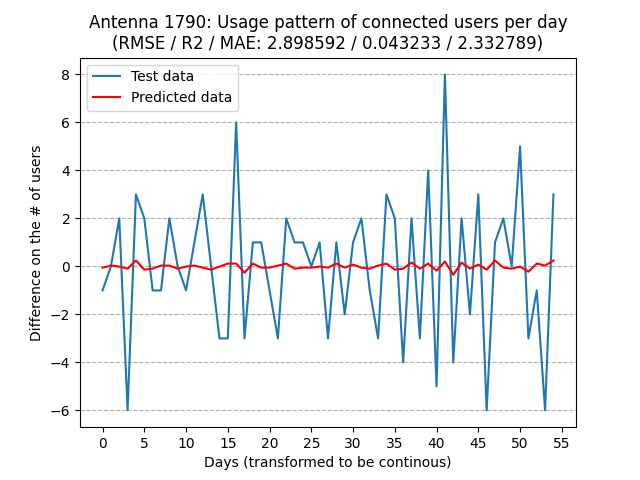 Antenna 1790: Usage pattern of connected users per day
(RMSE / R2 / MAE: 2.898592 / 0.043233 / 2.332789)
Test data
Predicted data
Difference on the # of users
8
6
4
2
0
−2
−4
−6
0 5 10 15 20 25 30 35 40 45 50 55
Days (transformed to be continous)